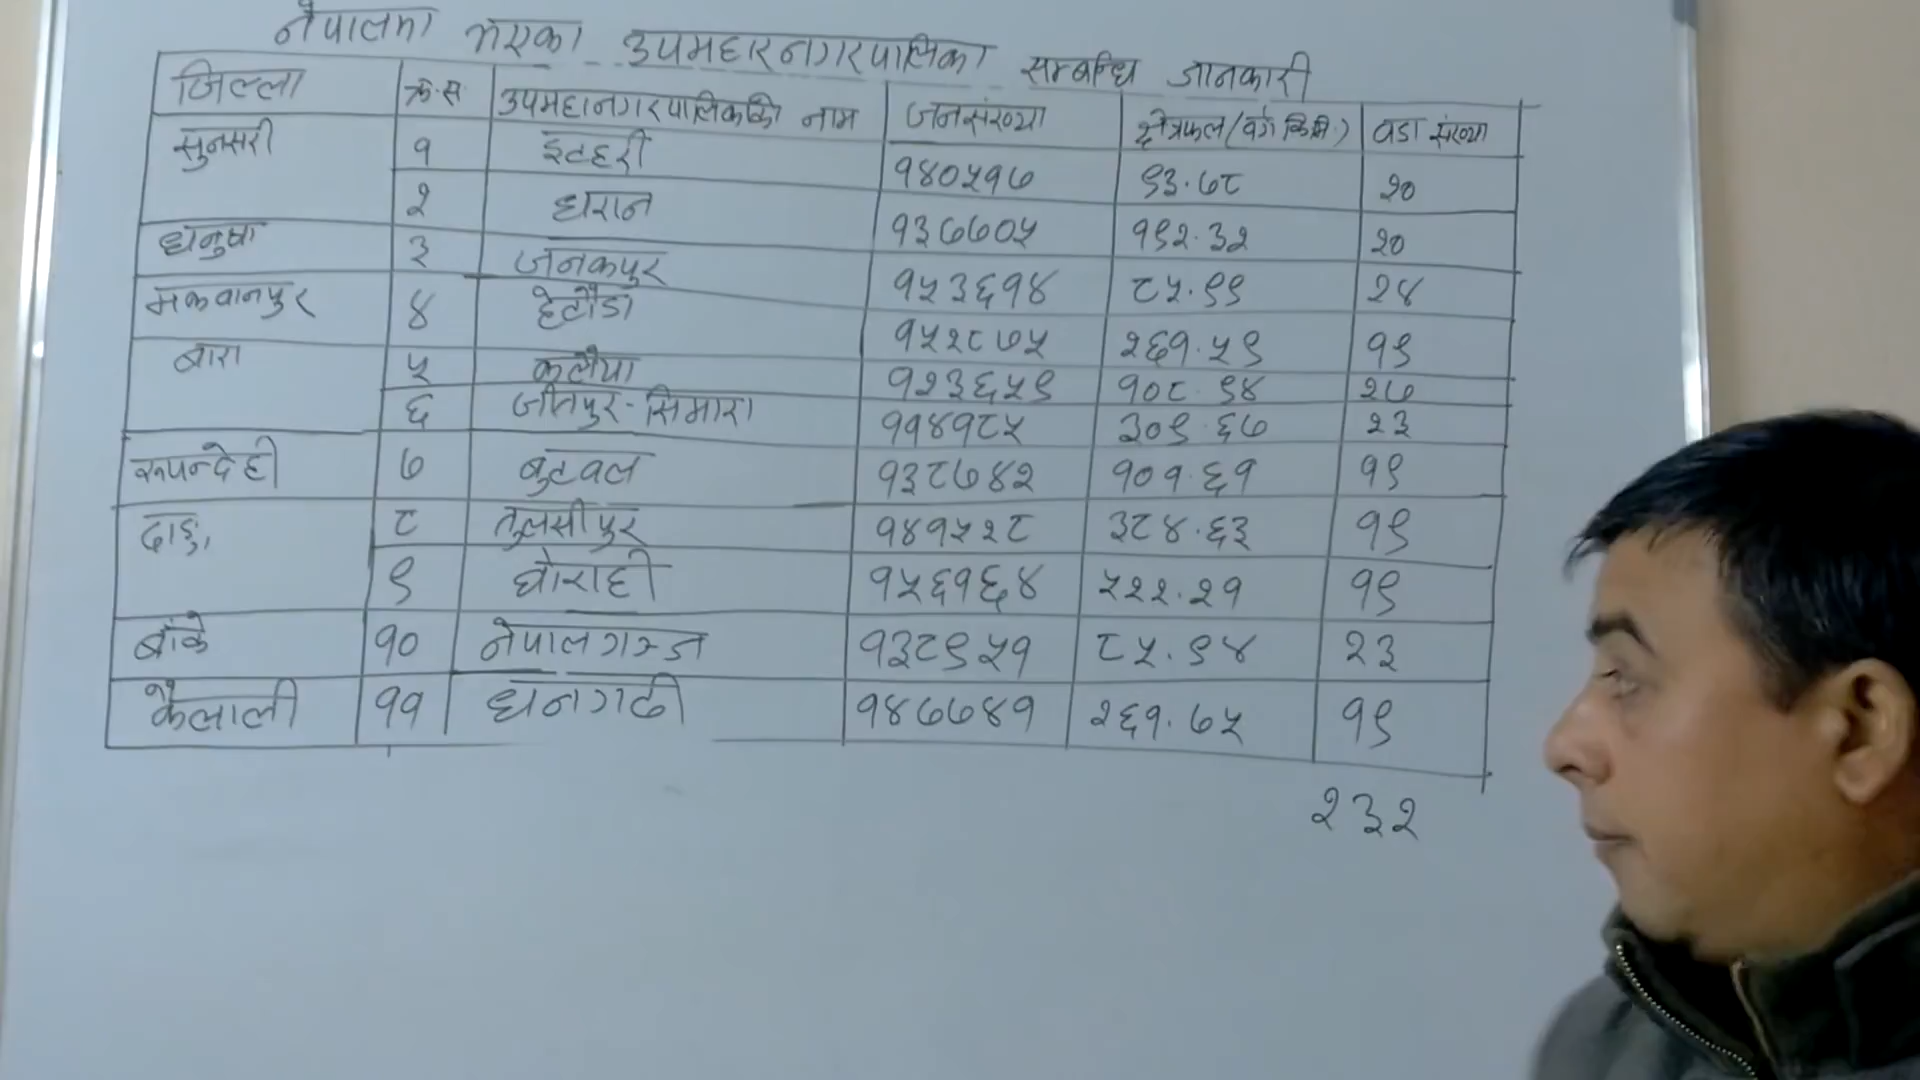 नेपालमा भएका उपमहानगरपालिका सम्बन्धि जानकारी
जिल्ला क्र.स. उपमहानगरपालिकाको नाम जनसंख्या क्षेत्रफल (वर्ग कि.मि.) वडा संख्या
सुनसरी १ इटहरी १४०५१७ ९३.७८ २०
२ धरान १३७७०५ १९२.३२ २०
धनुषा ३ जनकपुर १५३६१४ ८५.९९ २४
मकवानपुर ४ हेटौडा १५२८७५ २६१.५९ १९
बारा ५ कलैया १२३६५९ १०८.९४ २७
६ जीतपुर-सिमारा ११४१८५ ३०९.६७ २३
रूपन्देही ७ बुटवल १३८७४२ १०१.६१ १९
दाङ ८ तुलसीपुर १४१५२८ ३८४.६३ १९
९ घोराही १५६१६४ ५२२.२१ १९
बाँके १० नेपालगन्ज १३८९५१ ८५.९४ २३
कैलाली ११ धनगढी १४७७४१ २६१.७५ १९
२३२